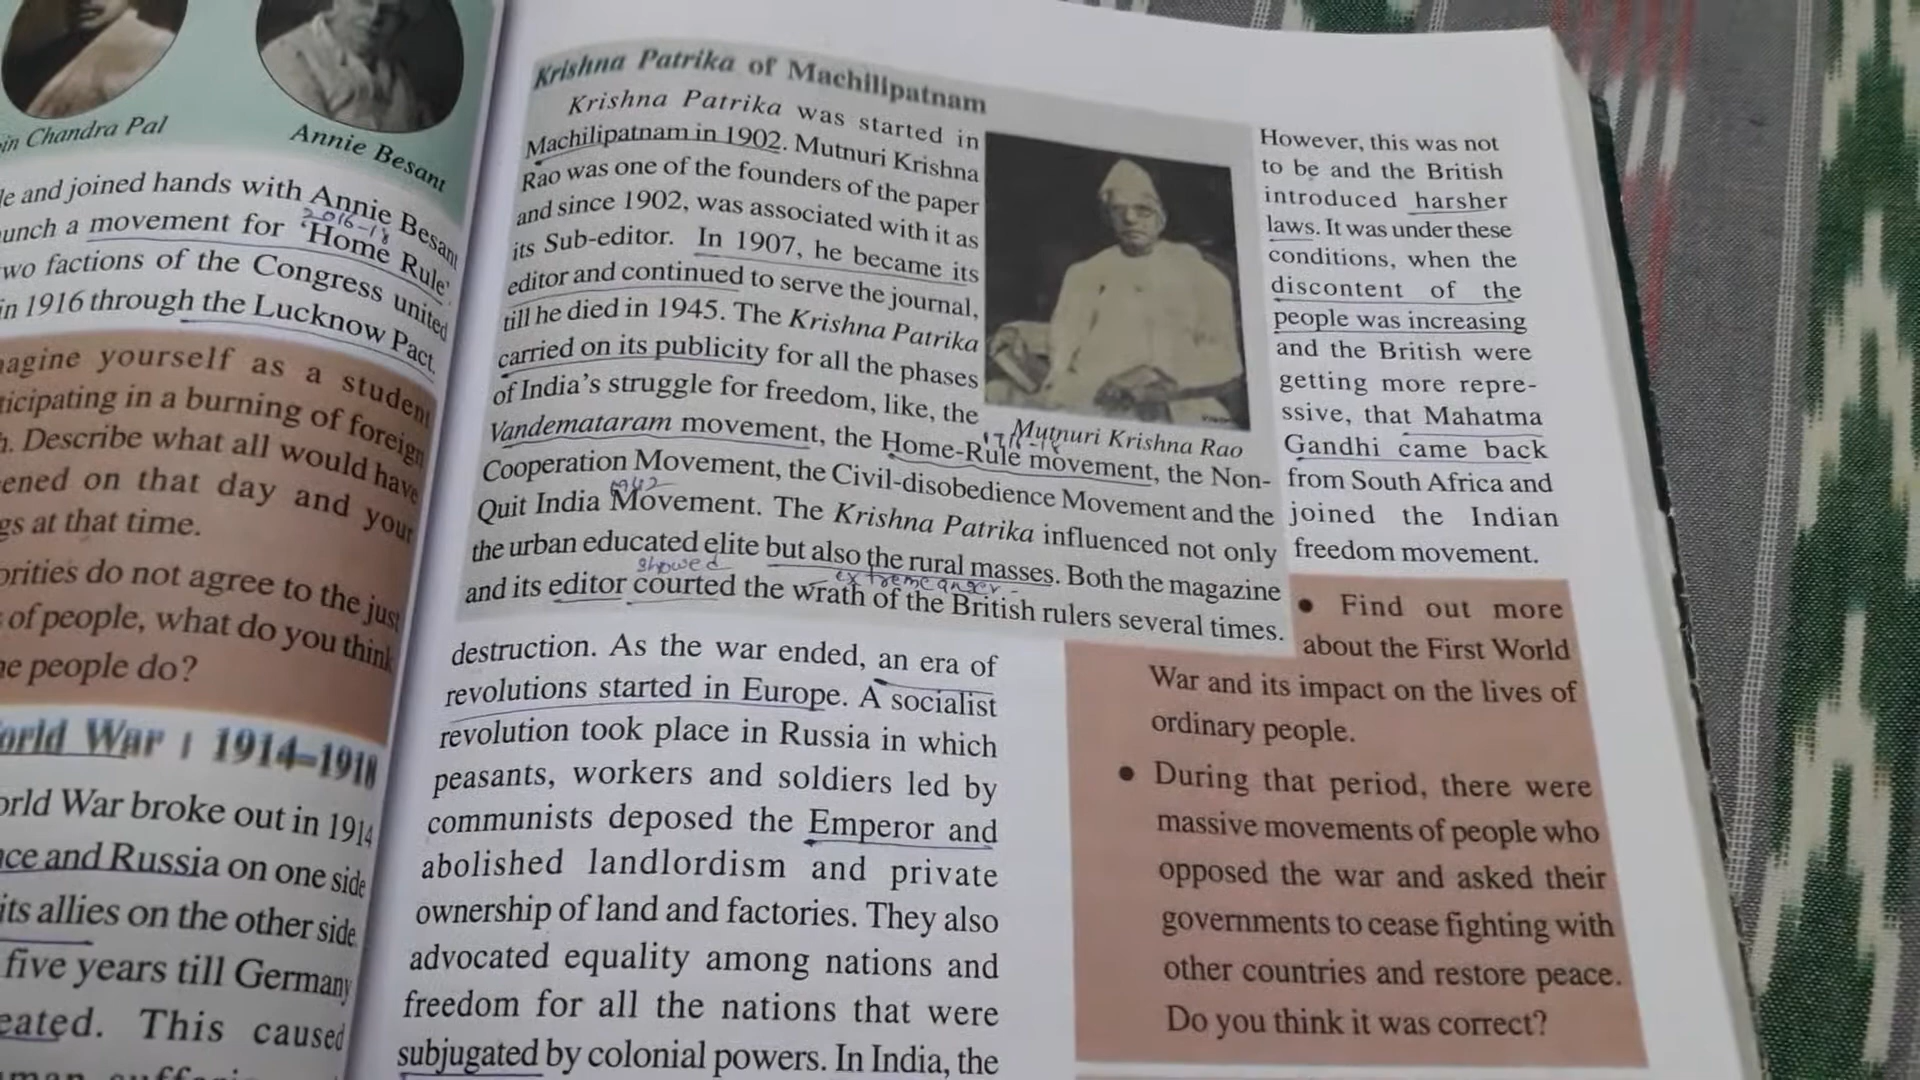 in Chandra Pal
Annie Besant
and joined hands with Annie Besant
unch a movement for 'Home Rule'
2016-18
two factions of the Congress united
in 1916 through the Lucknow Pact.
agine yourself as a student
ticipating in a burning of foreign
. Describe what all would have
ened on that day and your
gs at that time.
orities do not agree to the just
of people, what do you think
he people do?
orld War I 1914-1918
orld War broke out in 1914
nce and Russia on one side
its allies on the other side.
five years till Germany
eated. This caused
Krishna Patrika of Machilipatnam
Krishna Patrika was started in
Machilipatnam in 1902. Mutnuri Krishna
Rao was one of the founders of the paper
and since 1902, was associated with it as
its Sub-editor. In 1907, he became its
editor and continued to serve the journal,
till he died in 1945. The Krishna Patrika
carried on its publicity for all the phases
of India's struggle for freedom, like, the
Vandemataram movement, the Home-Rule movement, the Non-
Cooperation Movement, the Civil-disobedience Movement and the
1942
Quit India Movement. The Krishna Patrika influenced not only
the urban educated elite but also the rural masses. Both the magazine
showed
extreme anger
and its editor courted the wrath of the British rulers several times.
Mutnuri Krishna Rao
destruction. As the war ended, an era of
revolutions started in Europe. A socialist
revolution took place in Russia in which
peasants, workers and soldiers led by
communists deposed the Emperor and
abolished landlordism and private
ownership of land and factories. They also
advocated equality among nations and
freedom for all the nations that were
subjugated by colonial powers. In India, the
However, this was not
to be and the British
introduced harsher
laws. It was under these
conditions, when the
discontent of the
people was increasing
and the British were
getting more repre-
ssive, that Mahatma
Gandhi came back
from South Africa and
joined the Indian
freedom movement.
• Find out more
about the First World
War and its impact on the lives of
ordinary people.
• During that period, there were
massive movements of people who
opposed the war and asked their
governments to cease fighting with
other countries and restore peace.
Do you think it was correct?